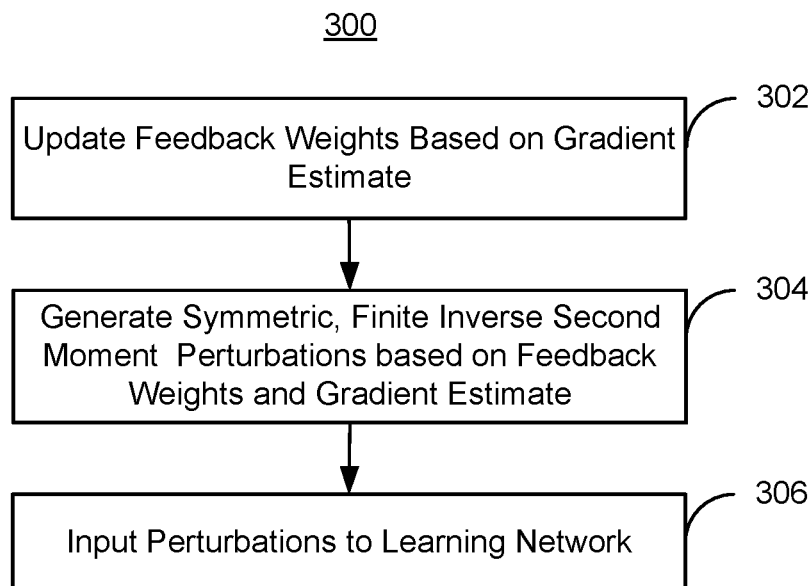 300
302
Update Feedback Weights Based on Gradient
Estimate
304
Generate Symmetric, Finite Inverse Second
Moment Perturbations based on Feedback
Weights and Gradient Estimate
306
Input Perturbations to Learning Network